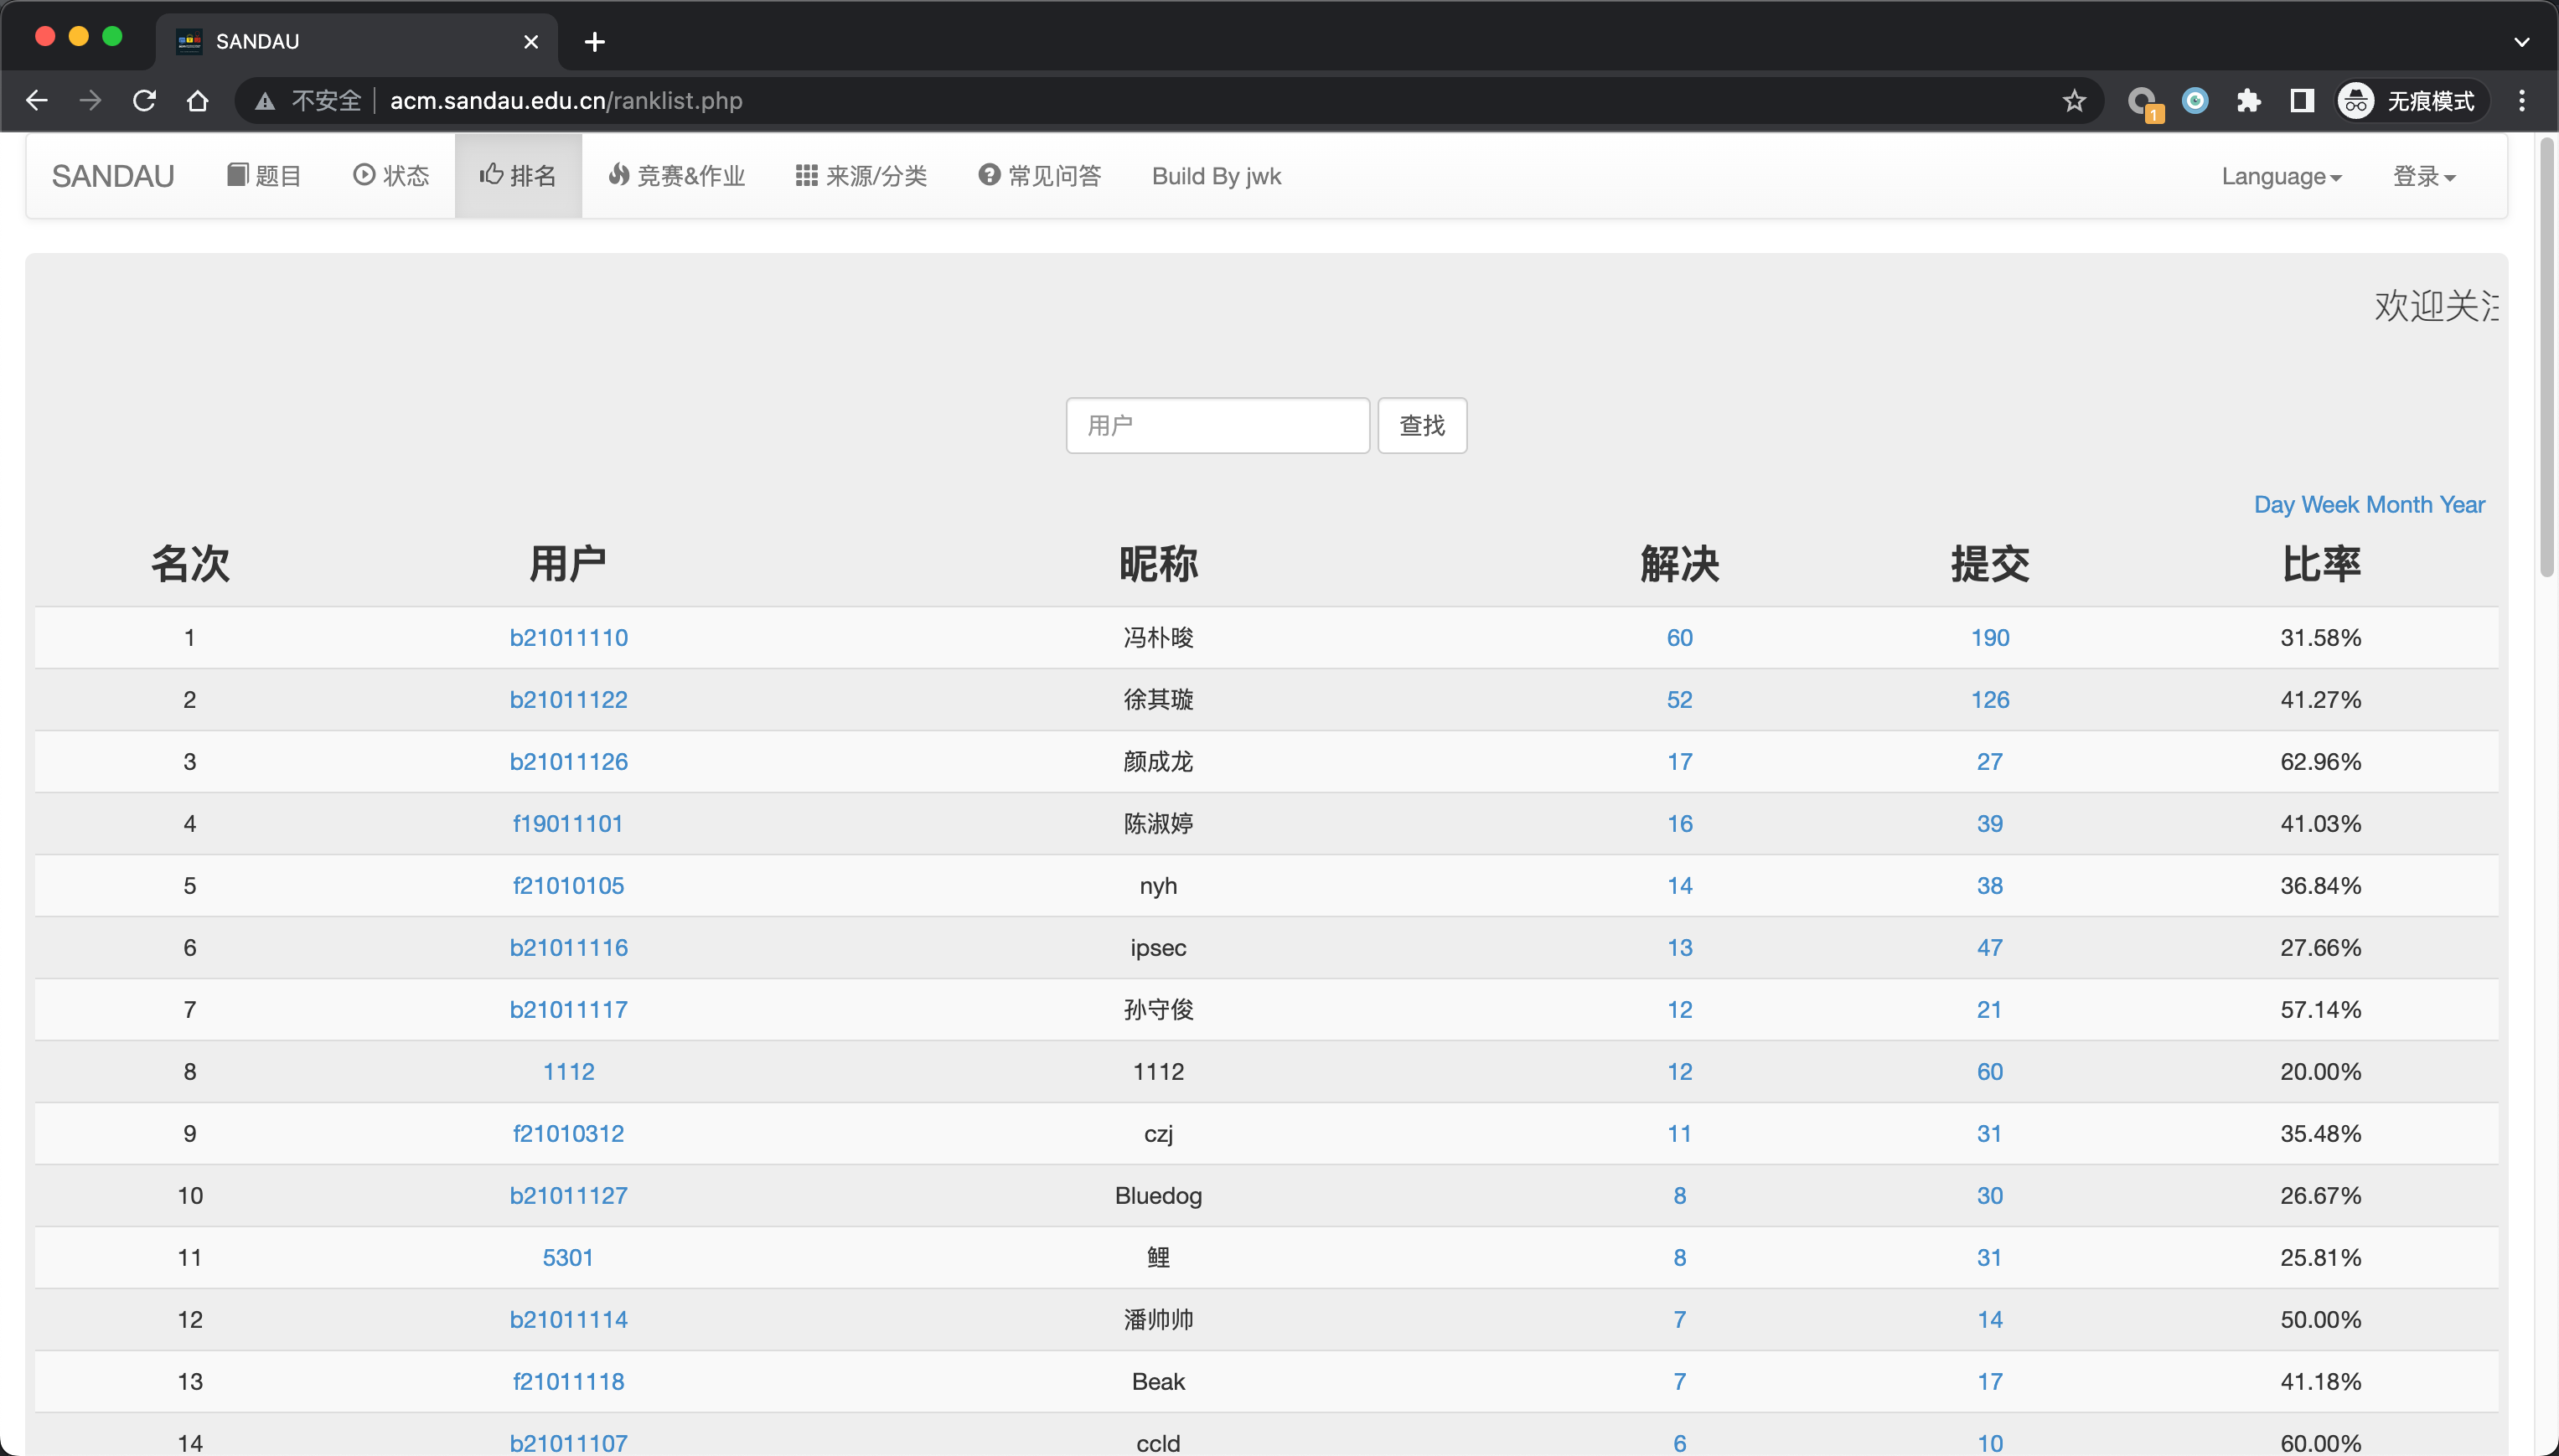 SANDAU
不安全 acm.sandau.edu.cn/ranklist.php 1 无痕模式
SANDAU 题目 状态 排名 竞赛&作业 来源/分类 常见问答 Build By jwk Language 登录
欢迎关注
用户 查找
Day Week Month Year
名次 用户 昵称 解决 提交 比率
1 b21011110 冯朴晙 60 190 31.58%
2 b21011122 徐其璇 52 126 41.27%
3 b21011126 颜成龙 17 27 62.96%
4 f19011101 陈淑婷 16 39 41.03%
5 f21010105 nyh 14 38 36.84%
6 b21011116 ipsec 13 47 27.66%
7 b21011117 孙守俊 12 21 57.14%
8 1112 1112 12 60 20.00%
9 f21010312 czj 11 31 35.48%
10 b21011127 Bluedog 8 30 26.67%
11 5301 鲤 8 31 25.81%
12 b21011114 潘帅帅 7 14 50.00%
13 f21011118 Beak 7 17 41.18%
14 b21011107 ccld 6 10 60.00%